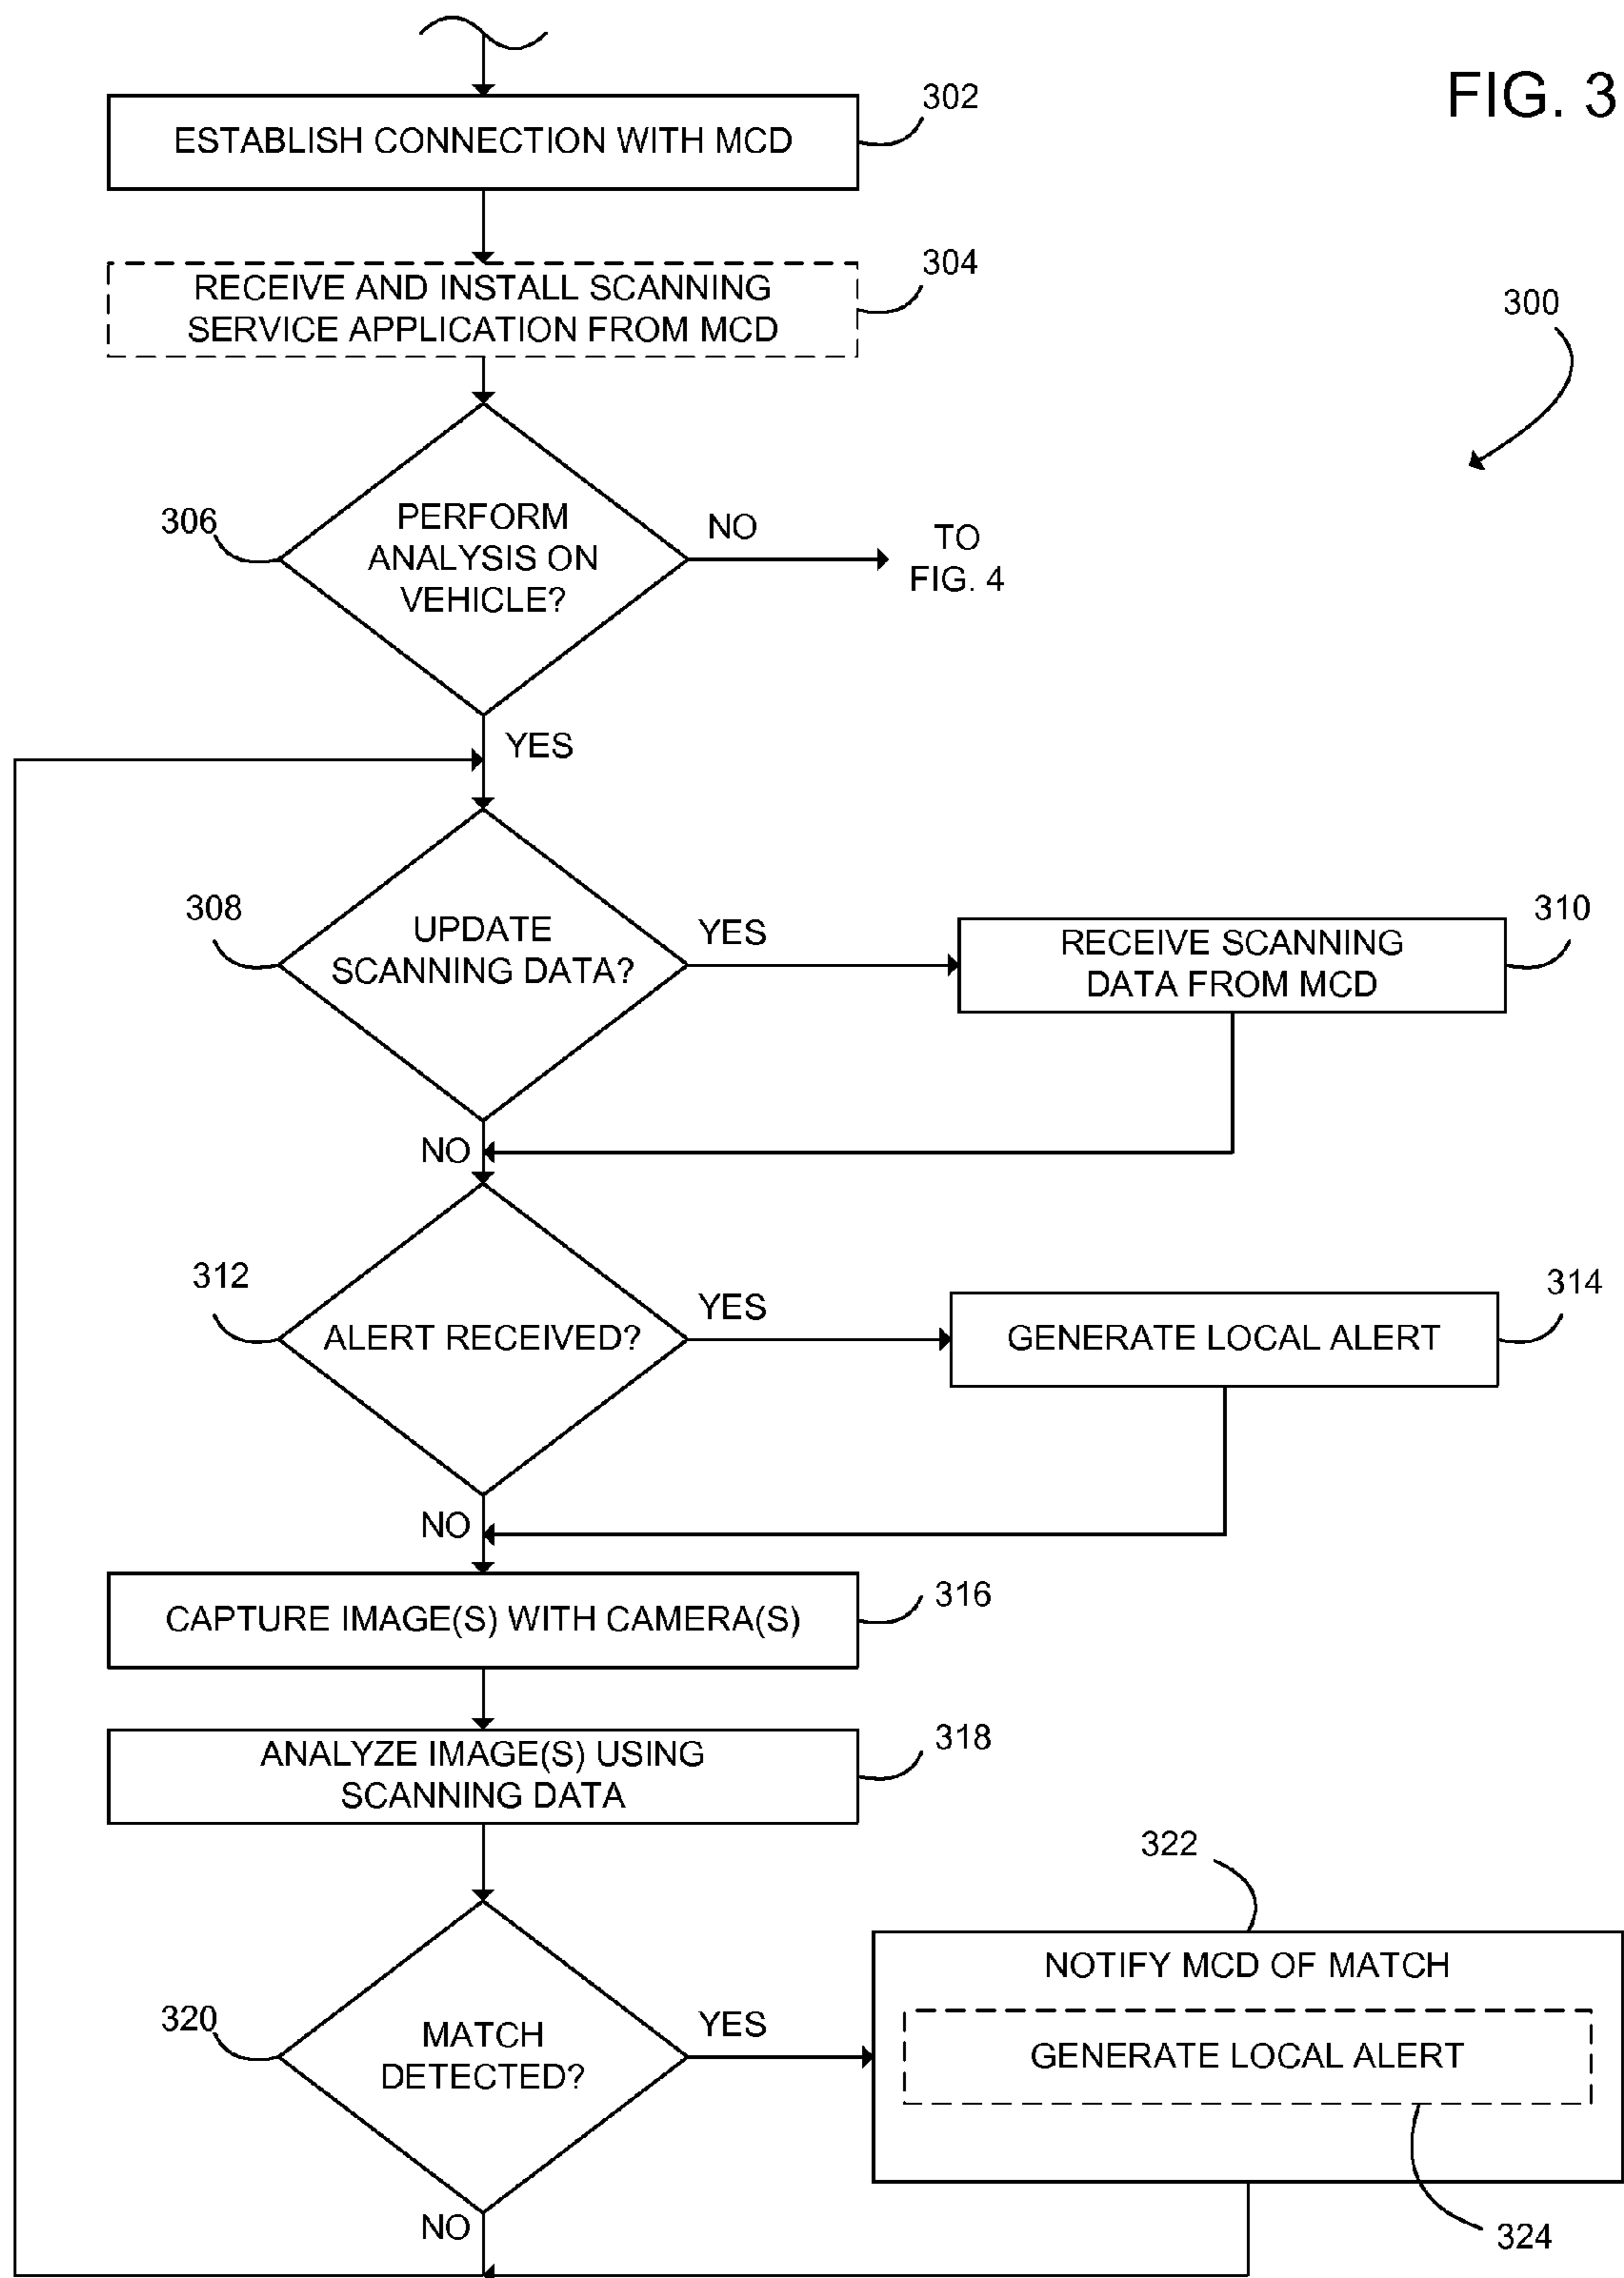 FIG. 3
302
ESTABLISH CONNECTION WITH MCD
304
RECEIVE AND INSTALL SCANNING
SERVICE APPLICATION FROM MCD
300
306
PERFORM
ANALYSIS ON
VEHICLE?
NO
TO
FIG. 4
YES
308
UPDATE
SCANNING DATA?
YES
310
RECEIVE SCANNING
DATA FROM MCD
NO
312
ALERT RECEIVED?
YES
314
GENERATE LOCAL ALERT
NO
316
CAPTURE IMAGE(S) WITH CAMERA(S)
318
ANALYZE IMAGE(S) USING
SCANNING DATA
320
MATCH
DETECTED?
YES
322
NOTIFY MCD OF MATCH
GENERATE LOCAL ALERT
324
NO